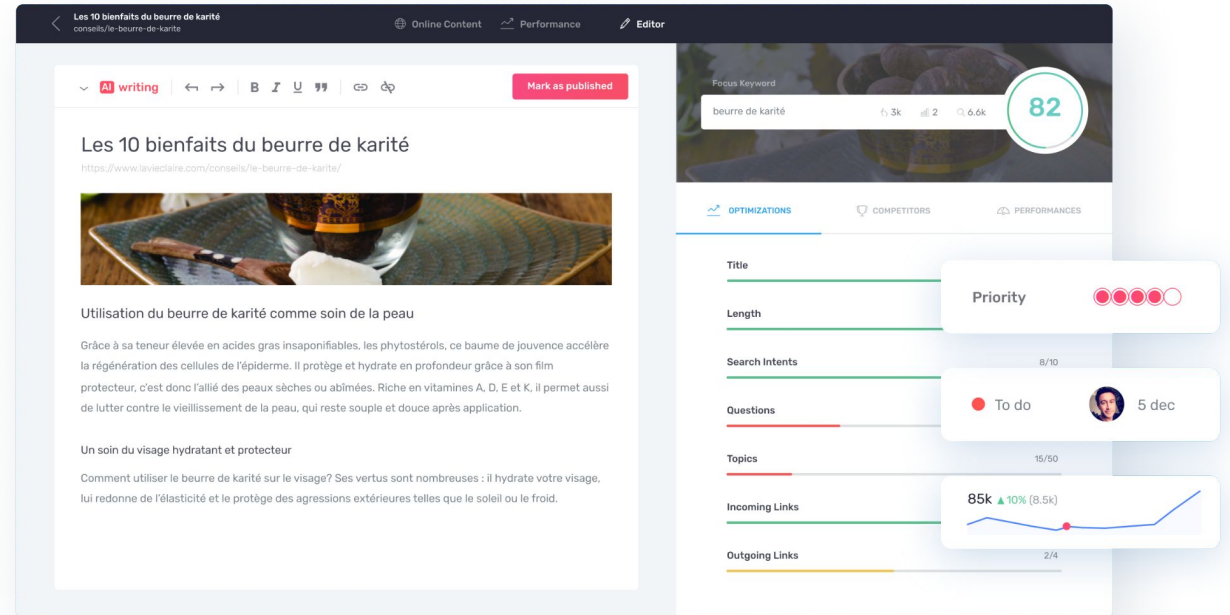 Les 10 bienfaits du beurre de karité
conseils/le-beurre-de-karite
Online Content
Performance
Editor
AI writing
B I U
Mark as published
Les 10 bienfaits du beurre de karité
https://www.lavieclaire.com/conseils/le-beurre-de-karite/
Utilisation du beurre de karité comme soin de la peau
Grâce à sa teneur élevée en acides gras insaponifiables, les phytostérols, ce baume de jouvence accélère
la régénération des cellules de l'épiderme. Il protège et hydrate en profondeur grâce à son film
protecteur, c'est donc l'allié des peaux sèches ou abîmées. Riche en vitamines A, D, E et K, il permet aussi
de lutter contre le vieillissement de la peau, qui reste souple et douce après application.
Un soin du visage hydratant et protecteur
Comment utiliser le beurre de karité sur le visage? Ses vertus sont nombreuses : il hydrate votre visage,
lui redonne de l'élasticité et le protège des agressions extérieures telles que le soleil ou le froid.
Focus Keyword
beurre de karité
3k
2
6.6k
82
OPTIMIZATIONS
COMPETITORS
PERFORMANCES
Title
Length
Search Intents
8/10
Questions
Topics
15/50
Incoming Links
Outgoing Links
2/4
Priority
To do
5 dec
85k ▲ 10% (8.5k)